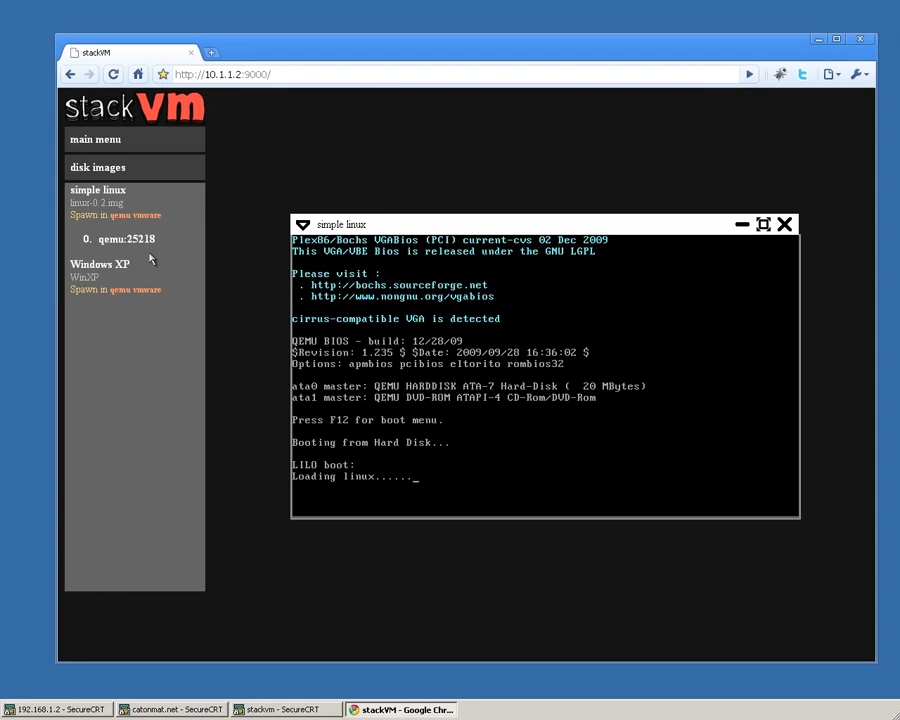 stackVM
http://10.1.1.2:9000/
stackvm
main menu
disk images
simple linux
linux-0.2.img
Spawn in qemu vmware
0. qemu:25218
Windows XP
WinXP
Spawn in qemu vmware
simple linux
Plex86/Bochs VGABios (PCI) current-cvs 02 Dec 2009
This VGA/VBE Bios is released under the GNU LGPL
Please visit :
. http://bochs.sourceforge.net
. http://www.nongnu.org/vgabios
cirrus-compatible VGA is detected
QEMU BIOS - build: 12/28/09
$Revision: 1.235 $ $Date: 2009/09/28 16:36:02 $
Options: apmbios pcibios eltorito rombios32
ata0 master: QEMU HARDDISK ATA-7 Hard-Disk (  20 MBytes)
ata1 master: QEMU DVD-ROM ATAPI-4 CD-Rom/DVD-Rom
Press F12 for boot menu.
Booting from Hard Disk...
LILO boot:
Loading linux......_
192.168.1.2 - SecureCRT
catonmat.net - SecureCRT
stackvm - SecureCRT
stackVM - Google Chr...